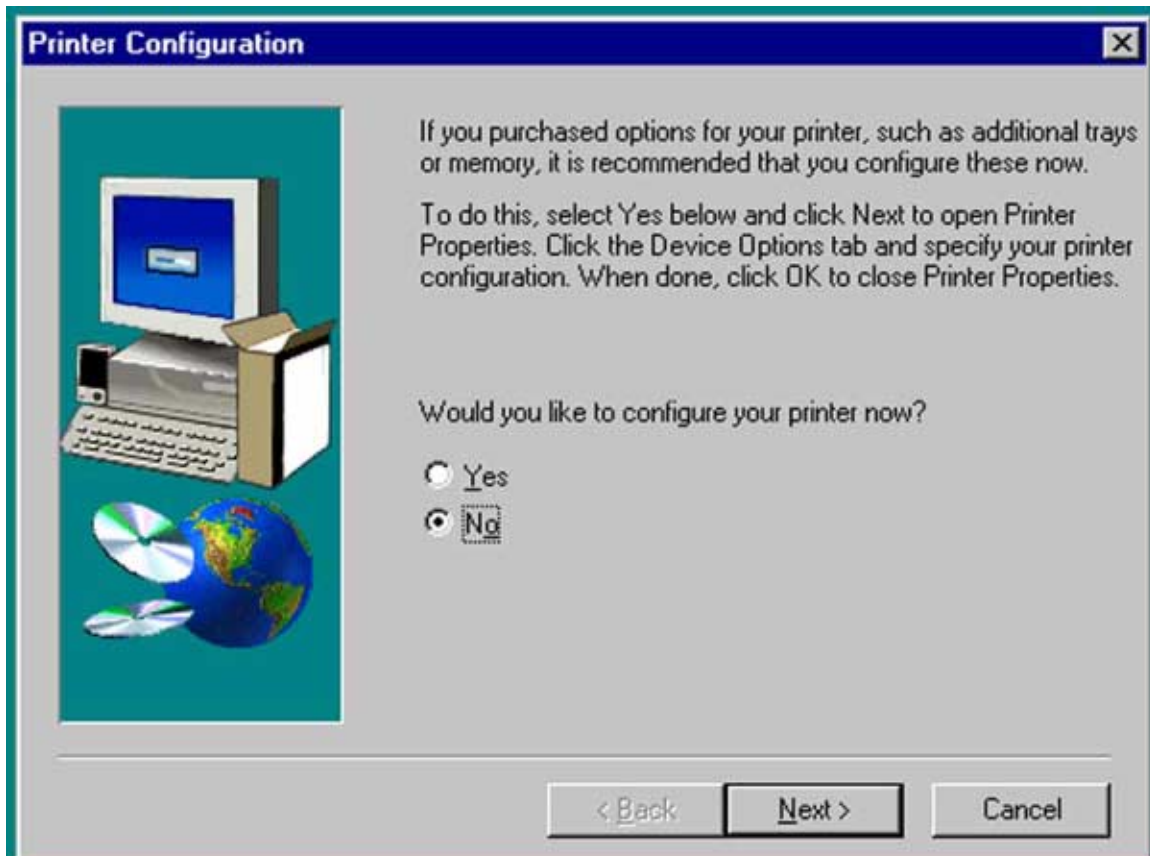 Printer Configuration
If you purchased options for your printer, such as additional trays
or memory, it is recommended that you configure these now.
To do this, select Yes below and click Next to open Printer
Properties. Click the Device Options tab and specify your printer
configuration. When done, click OK to close Printer Properties.
Would you like to configure your printer now?
Yes
No
< Back
Next >
Cancel